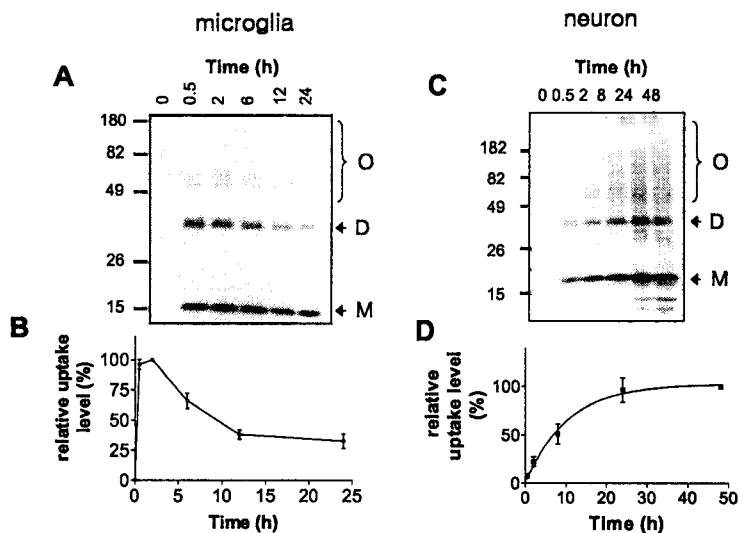 microglia
neuron
A
Time (h)
0 0.5 2 6 12 24
180
82
49
26
15
O
D
M
C
Time (h)
0 0.5 2 8 24 48
182
82
49
26
15
O
D
M
B
relative uptake
level (%)
100
75
50
25
0
0 5 10 15 20 25
Time (h)
D
relative
uptake level
(%)
100
50
0
0 10 20 30 40 50
Time (h)